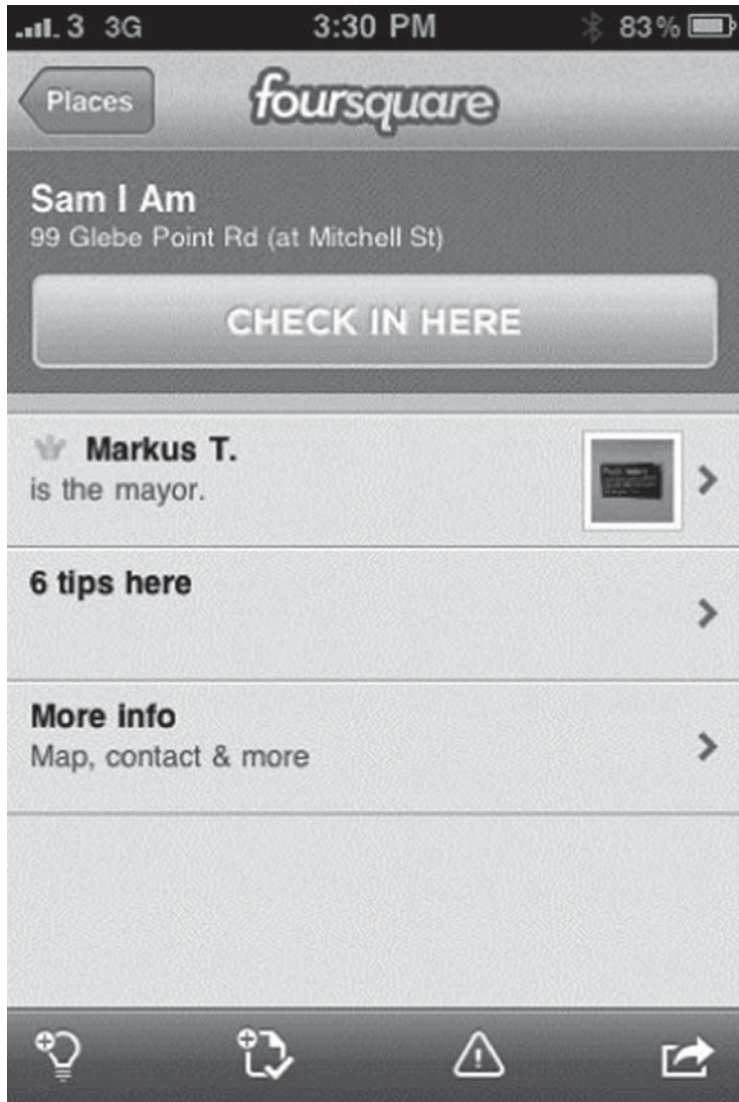 3 3G 3:30 PM 83%
Places foursquare
Sam I Am
99 Glebe Point Rd (at Mitchell St)
CHECK IN HERE
Markus T.
is the mayor.
6 tips here
More info
Map, contact & more